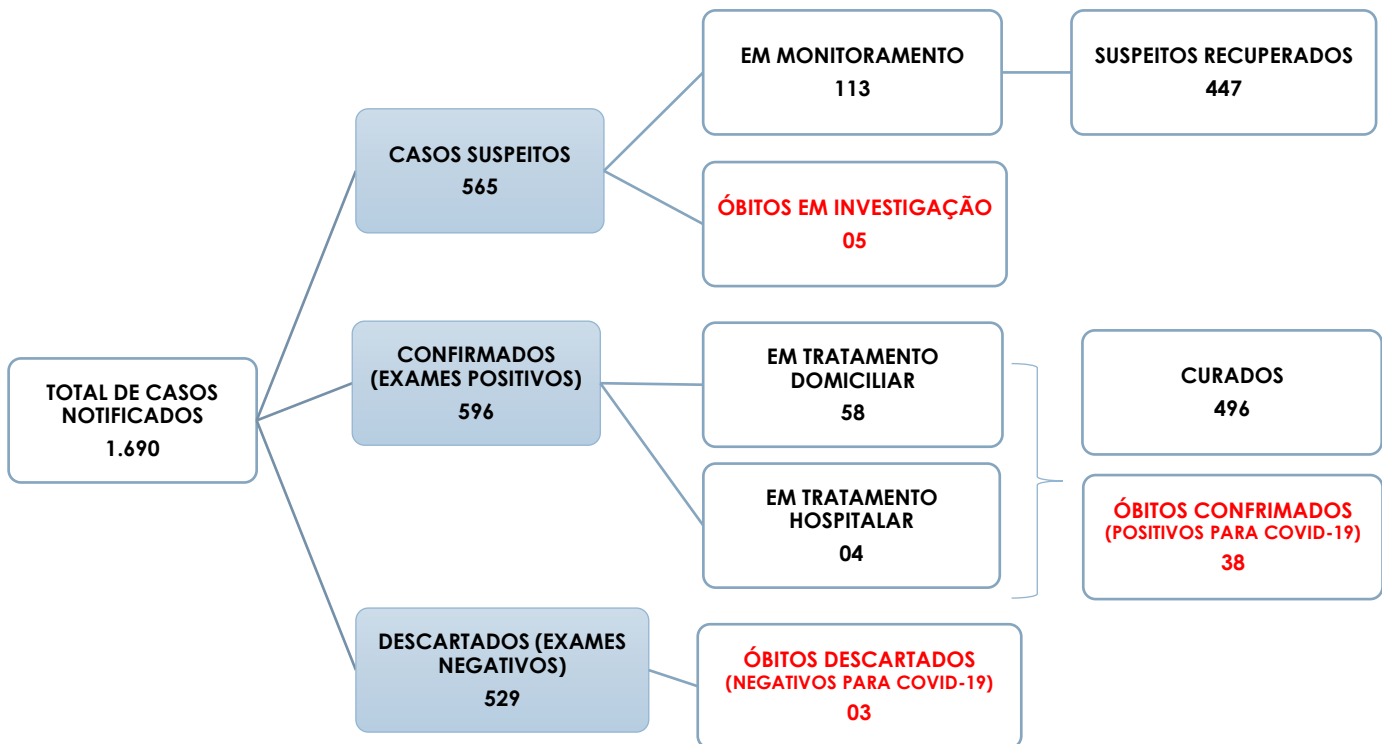 TOTAL DE CASOS
NOTIFICADOS
1.690
CASOS SUSPEITOS
565
EM MONITORAMENTO
113
SUSPEITOS RECUPERADOS
447
ÓBITOS EM INVESTIGAÇÃO
05
CONFIRMADOS
(EXAMES POSITIVOS)
596
EM TRATAMENTO
DOMICILIAR
58
EM TRATAMENTO
HOSPITALAR
04
CURADOS
496
ÓBITOS CONFRIMADOS
(POSITIVOS PARA COVID-19)
38
DESCARTADOS (EXAMES
NEGATIVOS)
529
ÓBITOS DESCARTADOS
(NEGATIVOS PARA COVID-19)
03